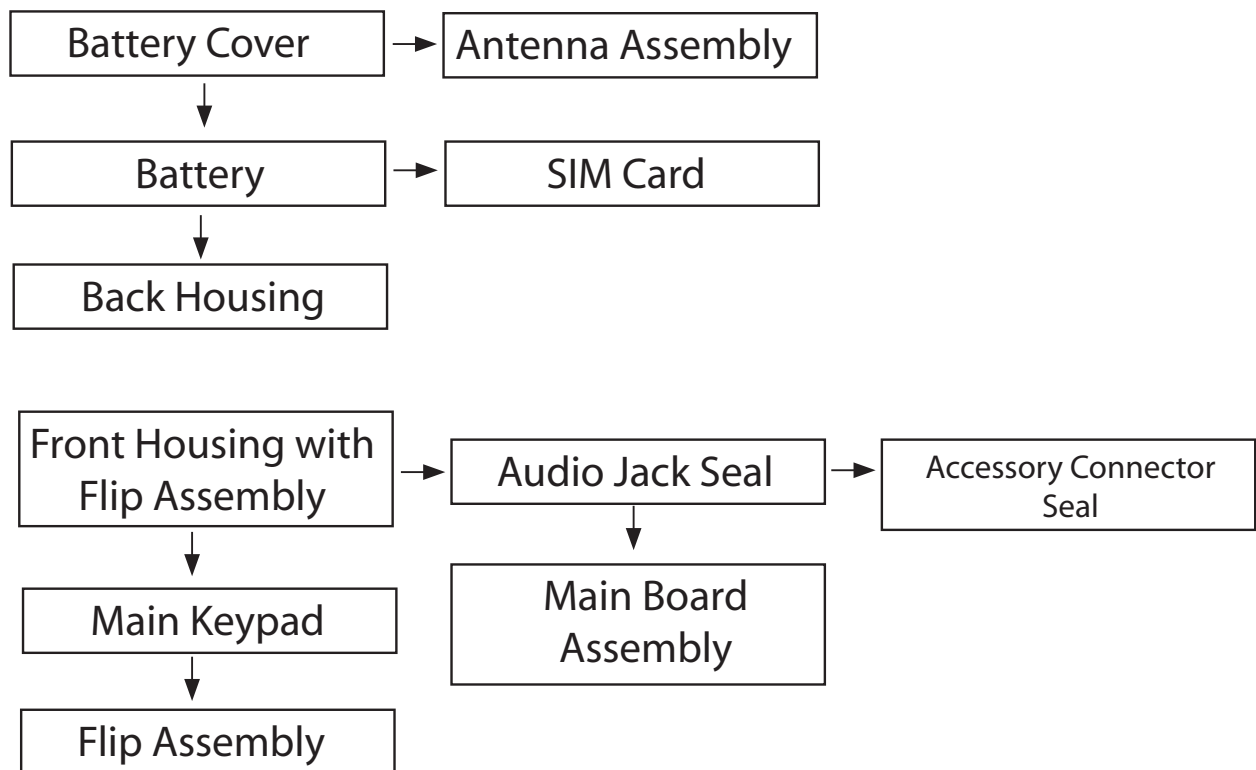 Battery Cover
Antenna Assembly
Battery
SIM Card
Back Housing
Front Housing with
Flip Assembly
Audio Jack Seal
Accessory Connector
Seal
Main Keypad
Main Board
Assembly
Flip Assembly